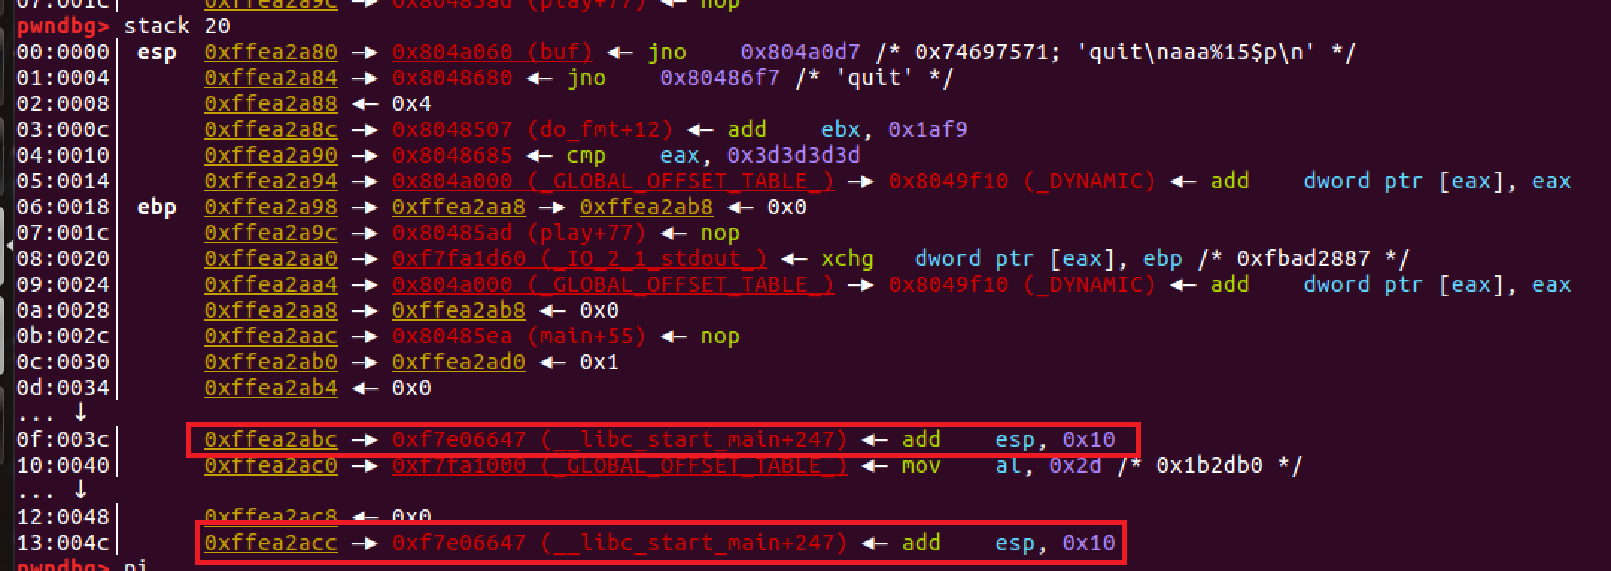 07:001c 0xffea2a9c —▸ 0x80485ad (play+77) ◂— nop
pwndbg> stack 20
00:0000│ esp 0xffea2a80 —▸ 0x804a060 (buf) ◂— jno 0x804a0d7 /* 0x74697571; 'quit\naaa%15$p\n' */
01:0004│ 0xffea2a84 —▸ 0x8048680 ◂— jno 0x80486f7 /* 'quit' */
02:0008│ 0xffea2a88 ◂— 0x4
03:000c│ 0xffea2a8c —▸ 0x8048507 (do_fmt+12) ◂— add ebx, 0x1af9
04:0010│ 0xffea2a90 —▸ 0x8048685 ◂— cmp eax, 0x3d3d3d3d
05:0014│ 0xffea2a94 —▸ 0x804a000 (_GLOBAL_OFFSET_TABLE_) —▸ 0x8049f10 (_DYNAMIC) ◂— add dword ptr [eax], eax
06:0018│ ebp 0xffea2a98 —▸ 0xffea2aa8 —▸ 0xffea2ab8 ◂— 0x0
07:001c│ 0xffea2a9c —▸ 0x80485ad (play+77) ◂— nop
08:0020│ 0xffea2aa0 —▸ 0xf7fa1d60 (_IO_2_1_stdout_) ◂— xchg dword ptr [eax], ebp /* 0xfbad2887 */
09:0024│ 0xffea2aa4 —▸ 0x804a000 (_GLOBAL_OFFSET_TABLE_) —▸ 0x8049f10 (_DYNAMIC) ◂— add dword ptr [eax], eax
0a:0028│ 0xffea2aa8 —▸ 0xffea2ab8 ◂— 0x0
0b:002c│ 0xffea2aac —▸ 0x80485ea (main+55) ◂— nop
0c:0030│ 0xffea2ab0 —▸ 0xffea2ad0 ◂— 0x1
0d:0034│ 0xffea2ab4 ◂— 0x0
... ↓
0f:003c│ 0xffea2abc —▸ 0xf7e06647 (__libc_start_main+247) ◂— add esp, 0x10
10:0040│ 0xffea2ac0 —▸ 0xf7fa1000 (_GLOBAL_OFFSET_TABLE_) ◂— mov al, 0x2d /* 0x1b2db0 */
... ↓
12:0048│ 0xffea2ac8 ◂— 0x0
13:004c│ 0xffea2acc —▸ 0xf7e06647 (__libc_start_main+247) ◂— add esp, 0x10
pwndbg> ni